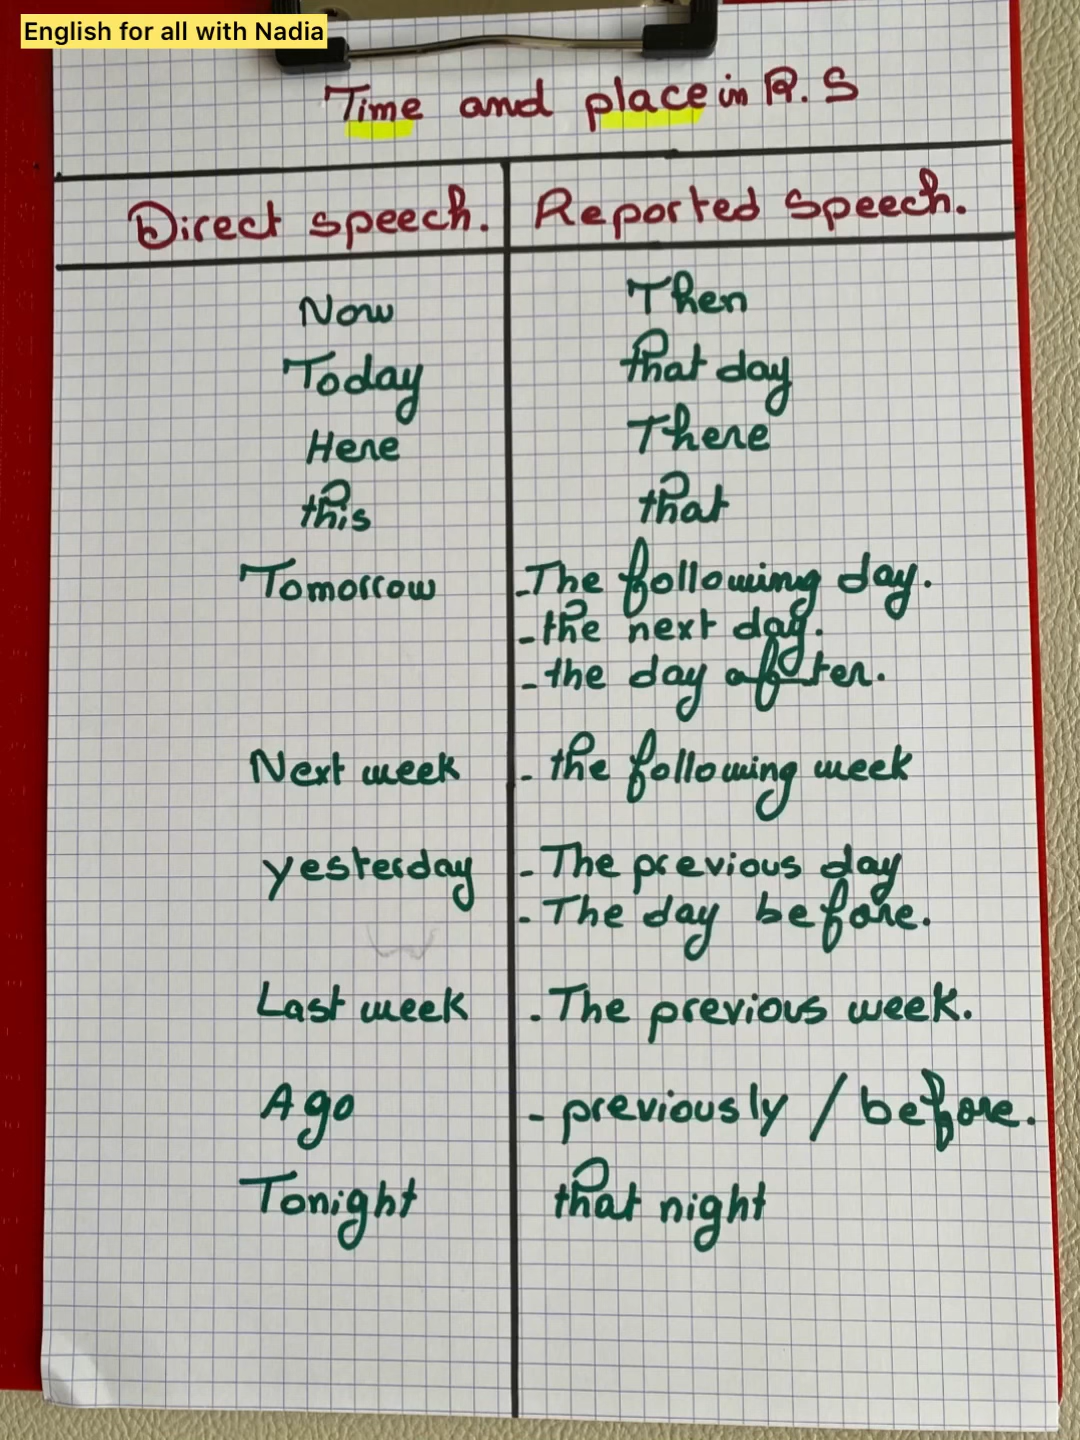 English for all with Nadia
Time and place in R.S
Direct speech. Reported speech.
Now Then
Today that day
Here There
this that
Tomorrow - The following day.
- the next day.
- the day after.
Next week - the following week
yesterday - The previous day
- The day before.
Last week - The previous week.
Ago - previously / before.
Tonight that night